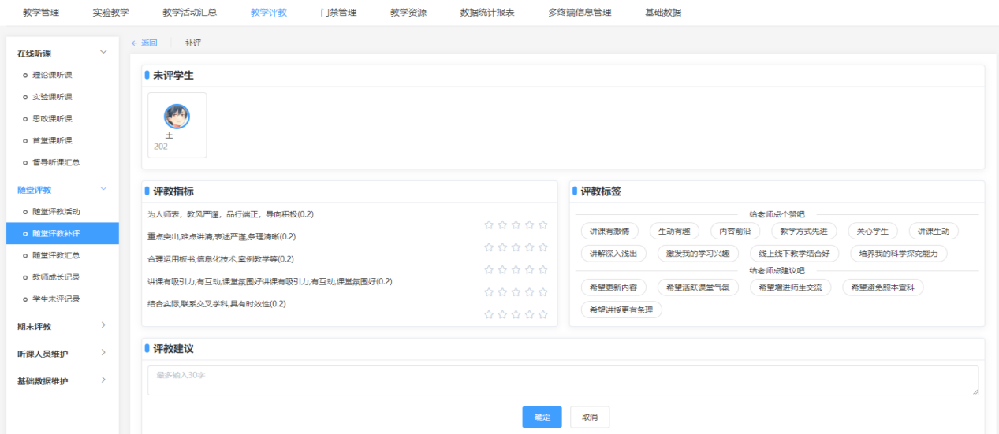 教学管理 实验教学 教学活动汇总 教学评教 门禁管理 教学资源 数据统计报表 多终端信息管理 基础数据
← 返回 补评
在线听课
理论课听课
实验课听课
思政课听课
首堂课听课
督导听课汇总
随堂评教
随堂评教活动
随堂评教补评
随堂评教汇总
教师成长记录
学生未评记录
期末评教
听课人员维护
基础数据维护
未评学生
王
202
评教指标
为人师表，教风严谨，品行端正，导向积极(0.2)
重点突出,难点讲清,表述严谨,条理清晰(0.2)
合理运用板书,信息化技术,案例教学等(0.2)
讲课有吸引力,有互动,课堂氛围好讲课有吸引力,有互动,课堂氛围好(0.2)
结合实际,联系交叉学科,具有时效性(0.2)
评教标签
给老师点个赞吧
讲课有激情 生动有趣 内容前沿 教学方式先进 关心学生 讲课生动
讲解深入浅出 激发我的学习兴趣 线上线下教学结合好 培养我的科学探究能力
给老师点建议吧
希望更新内容 希望活跃课堂气氛 希望增进师生交流 希望避免照本宣科
希望讲授更有条理
评教建议
最多输入30字
确定 取消